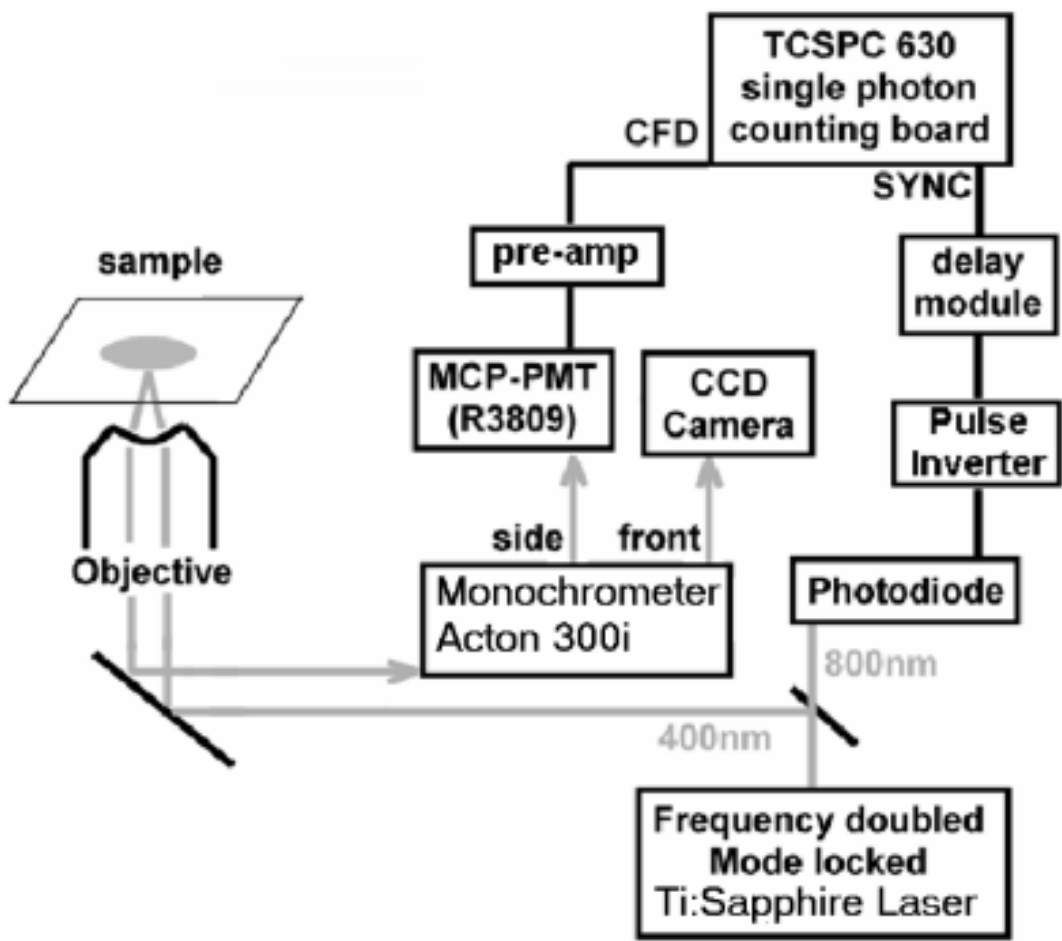 TCSPC 630
single photon
counting board
CFD
SYNC
pre-amp
delay
module
sample
MCP-PMT
(R3809)
CCD
Camera
Pulse
Inverter
side
front
Objective
Monochrometer
Acton 300i
Photodiode
800nm
400nm
Frequency doubled
Mode locked
Ti:Sapphire Laser